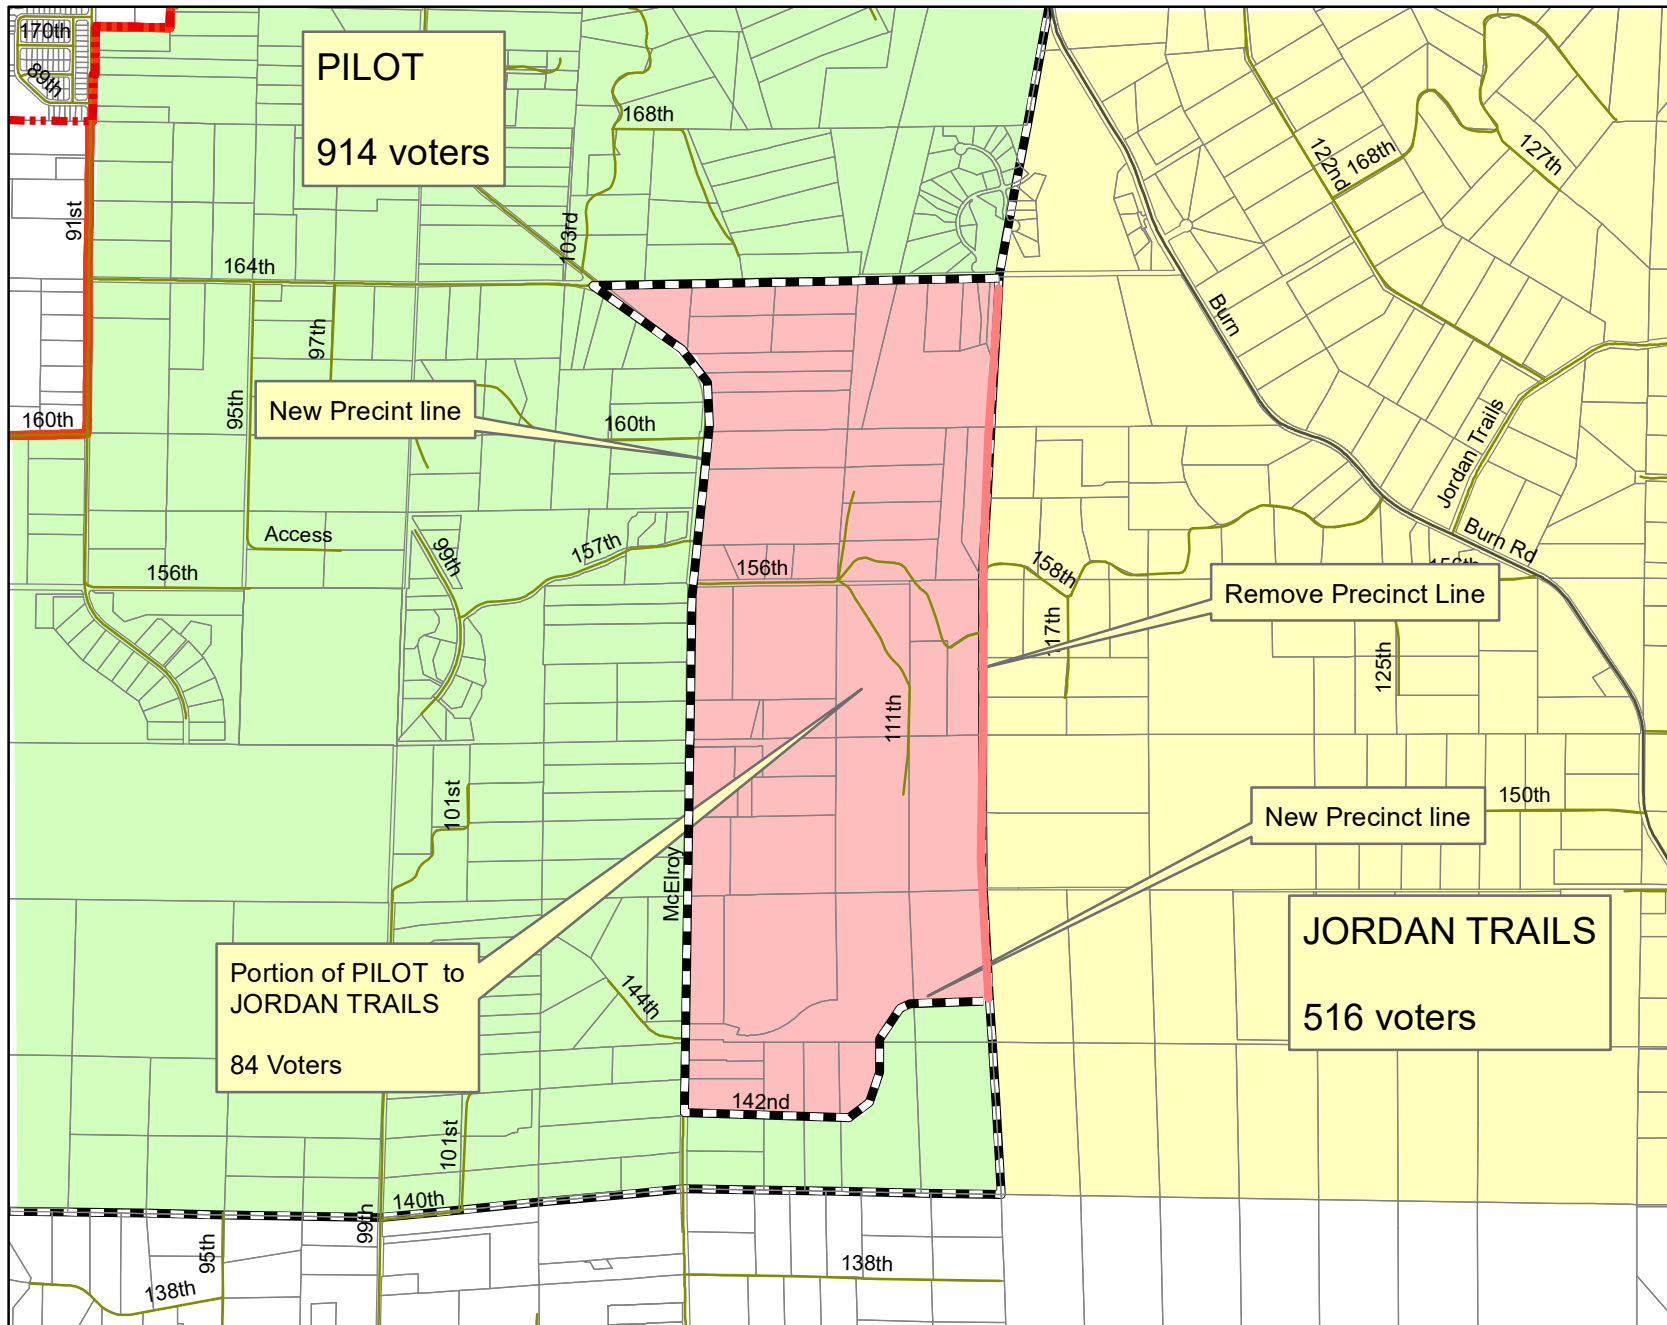 170th
89th
PILOT
914 voters
168th
122nd
168th
127th
91st
103rd
164th
Burn
97th
95th
New Precint line
160th
160th
Jordan Trails
Burn Rd
Access
99th
157th
156th
156th
158th
Remove Precinct Line
117th
125th
111th
101st
New Precinct line
150th
McElroy
JORDAN TRAILS
516 voters
Portion of PILOT to
JORDAN TRAILS
84 Voters
144th
142nd
101st
140th
99th
95th
138th
138th